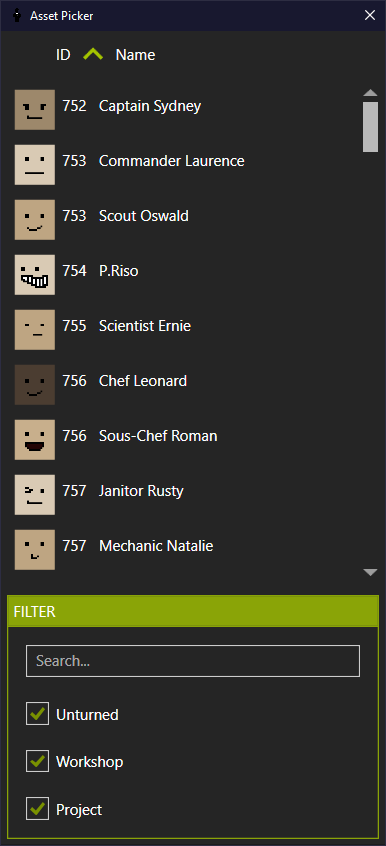 Asset Picker
ID Name
752 Captain Sydney
753 Commander Laurence
753 Scout Oswald
754 P.Riso
755 Scientist Ernie
756 Chef Leonard
756 Sous-Chef Roman
757 Janitor Rusty
757 Mechanic Natalie
FILTER
Search...
Unturned
Workshop
Project